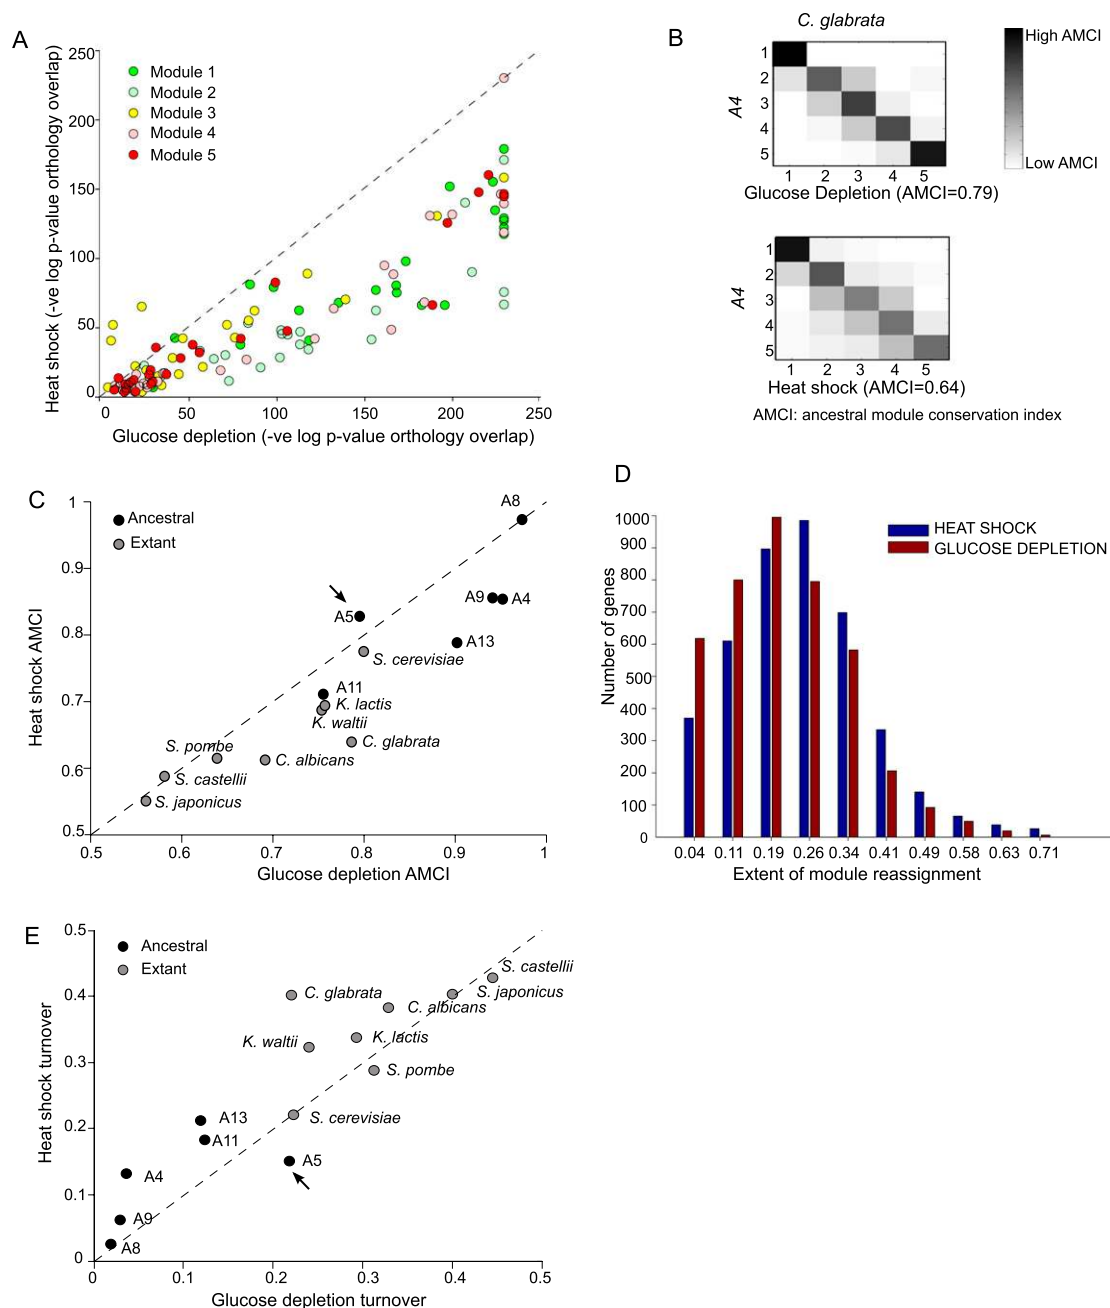 A
Heat shock (-ve log p-value orthology overlap)
250
200
150
100
50
0
Module 1
Module 2
Module 3
Module 4
Module 5
0 50 100 150 200 250
Glucose depletion (-ve log p-value orthology overlap)
B
C. glabrata
A4
1
2
3
4
5
1 2 3 4 5
Glucose Depletion (AMCI=0.79)
High AMCI
Low AMCI
A4
1
2
3
4
5
1 2 3 4 5
Heat shock (AMCI=0.64)
AMCI: ancestral module conservation index
C
Heat shock AMCI
1
0.9
0.8
0.7
0.6
0.5
Ancestral
Extant
A8
A9
A4
A5
A13
S. cerevisiae
A11
K. lactis
K. waltii
C. glabrata
S. pombe
C. albicans
S. castellii
S. japonicus
0.5 0.6 0.7 0.8 0.9 1
Glucose depletion AMCI
D
Number of genes
1000
900
800
700
600
500
400
300
200
100
0
HEAT SHOCK
GLUCOSE DEPLETION
0.04 0.11 0.19 0.26 0.34 0.41 0.49 0.58 0.63 0.71
Extent of module reassignment
E
Heat shock turnover
0.5
0.4
0.3
0.2
0.1
0
Ancestral
Extant
S. castellii
S. japonicus
C. glabrata
C. albicans
K. waltii
K. lactis
S. pombe
S. cerevisiae
A13
A11
A5
A4
A9
A8
0 0.1 0.2 0.3 0.4 0.5
Glucose depletion turnover